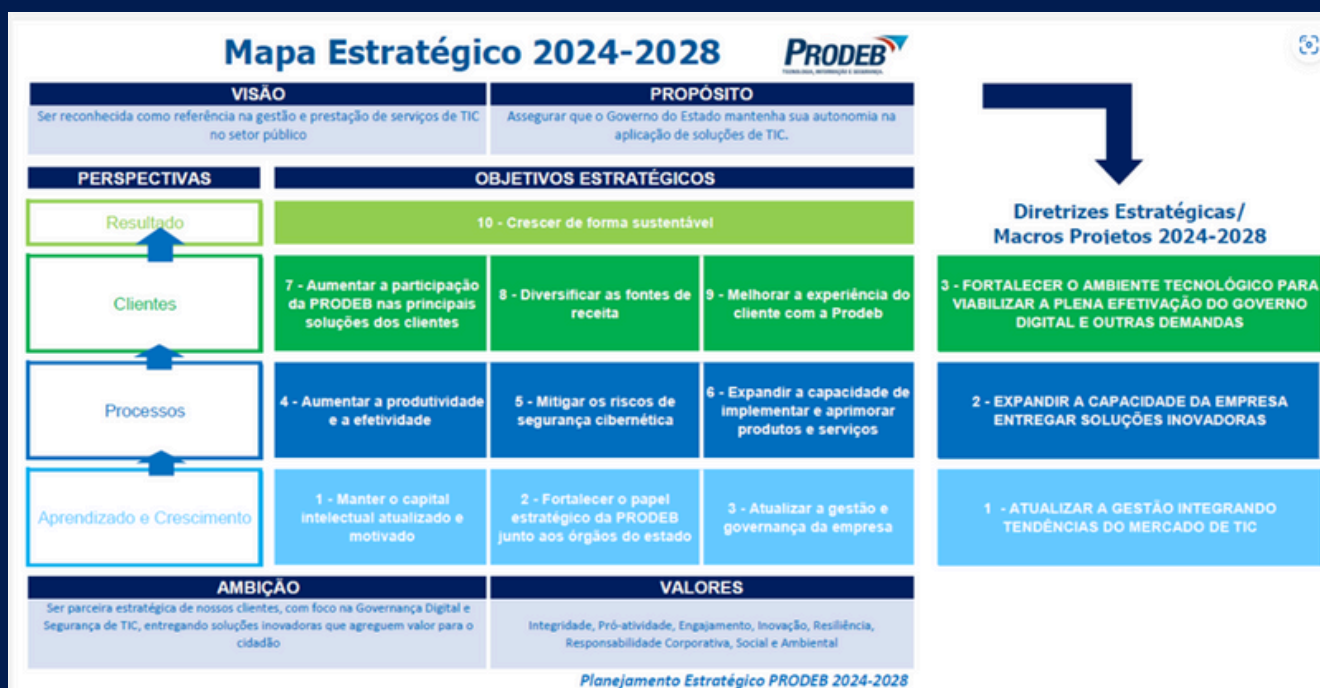 Mapa Estratégico 2024-2028
PRODEB
TECNOLOGIA, INFORMAÇÃO E SEGURANÇA.
VISÃO
Ser reconhecida como referência na gestão e prestação de serviços de TIC
no setor público
PROPÓSITO
Assegurar que o Governo do Estado mantenha sua autonomia na
aplicação de soluções de TIC.
PERSPECTIVAS
OBJETIVOS ESTRATÉGICOS
Diretrizes Estratégicas/
Macros Projetos 2024-2028
Resultado
10 - Crescer de forma sustentável
Clientes
7 - Aumentar a participação
da PRODEB nas principais
soluções dos clientes
8 - Diversificar as fontes de
receita
9 - Melhorar a experiência do
cliente com a Prodeb
3 - FORTALECER O AMBIENTE TECNOLÓGICO PARA
VIABILIZAR A PLENA EFETIVAÇÃO DO GOVERNO
DIGITAL E OUTRAS DEMANDAS
Processos
4 - Aumentar a produtividade
e a efetividade
5 - Mitigar os riscos de
segurança cibernética
6 - Expandir a capacidade de
implementar e aprimorar
produtos e serviços
2 - EXPANDIR A CAPACIDADE DA EMPRESA
ENTREGAR SOLUÇÕES INOVADORAS
Aprendizado e Crescimento
1 - Manter o capital
intelectual atualizado e
motivado
2 - Fortalecer o papel
estratégico da PRODEB
junto aos órgãos do estado
3 - Atualizar a gestão e
governança da empresa
1 - ATUALIZAR A GESTÃO INTEGRANDO
TENDÊNCIAS DO MERCADO DE TIC
AMBIÇÃO
Ser parceira estratégica de nossos clientes, com foco na Governança Digital e
Segurança de TIC, entregando soluções inovadoras que agreguem valor para o
cidadão
VALORES
Integridade, Pró-atividade, Engajamento, Inovação, Resiliência,
Responsabilidade Corporativa, Social e Ambiental
Planejamento Estratégico PRODEB 2024-2028